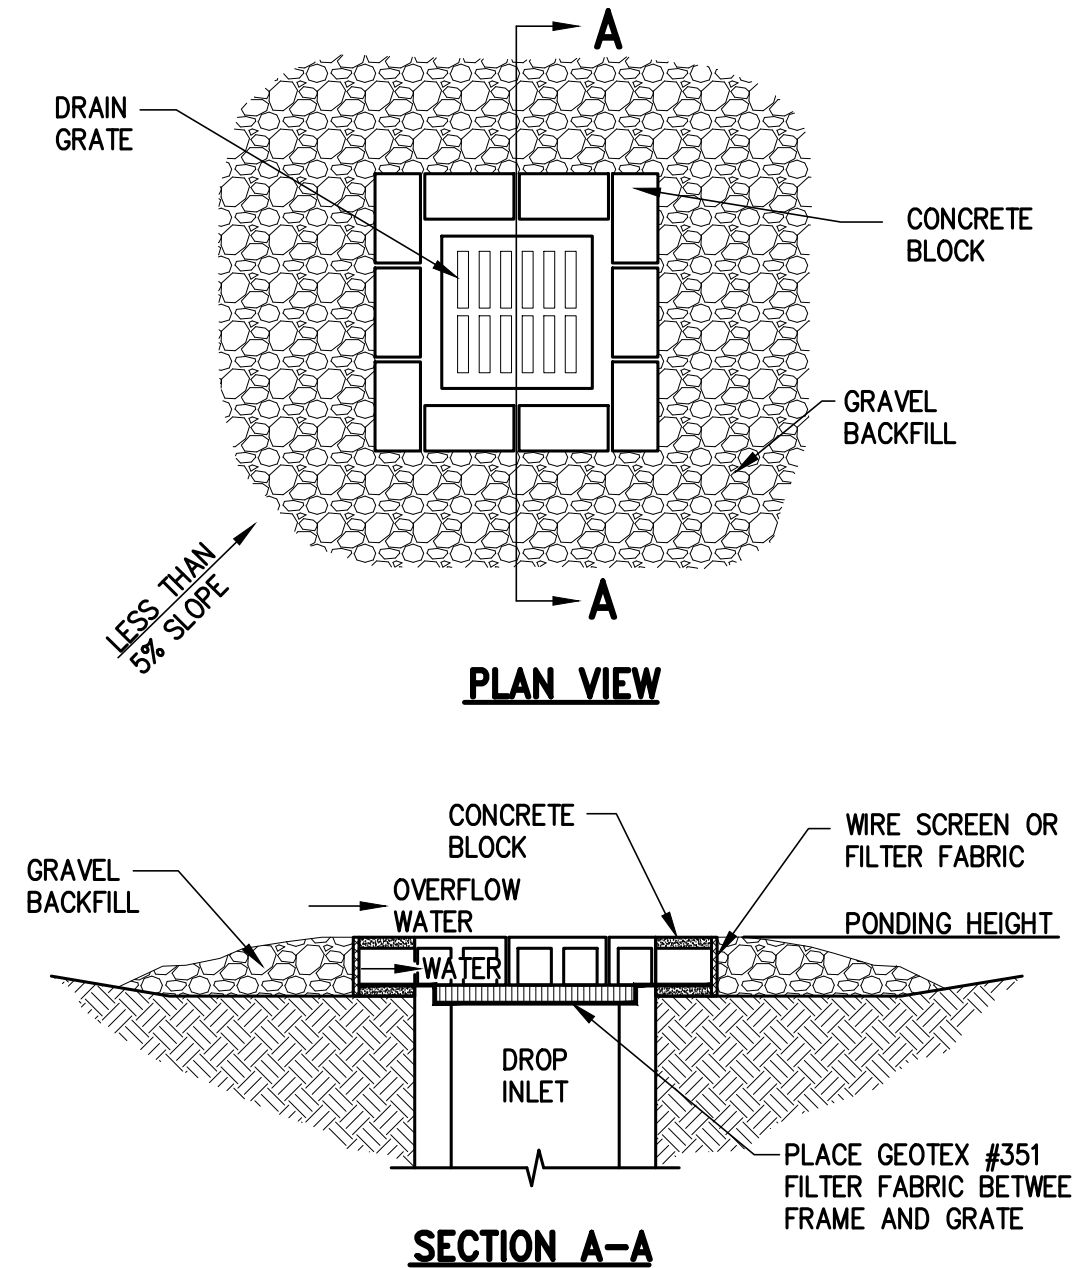 A
DRAIN
GRATE
CONCRETE
BLOCK
GRAVEL
BACKFILL
LESS THAN
5% SLOPE
A
PLAN VIEW
CONCRETE
BLOCK
WIRE SCREEN OR
FILTER FABRIC
GRAVEL
BACKFILL
OVERFLOW
WATER
PONDING HEIGHT
WATER
DROP
INLET
PLACE GEOTEX #351
FILTER FABRIC BETWEE
FRAME AND GRATE
SECTION A-A